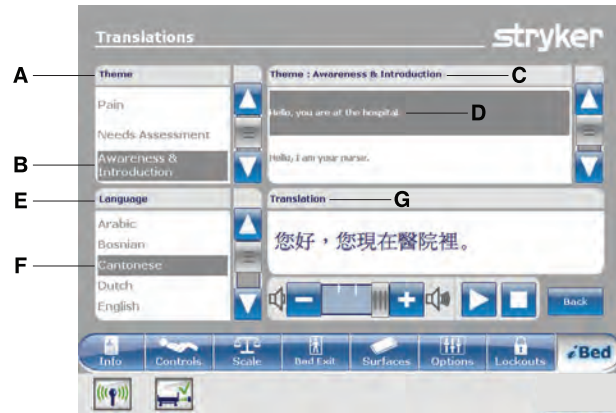 Translations
stryker
A
Theme
Theme : Awareness & Introduction
C
Pain
Hello, you are at the hospital.
D
Needs Assessment
B
Awareness &
Introduction
Hello, I am your nurse.
E
Language
Translation
G
Arabic
Bosnian
您好，您現在醫院裡。
F
Cantonese
Dutch
English
Back
Info
Controls
Scale
Bed Exit
Surfaces
Options
Lockouts
iBed